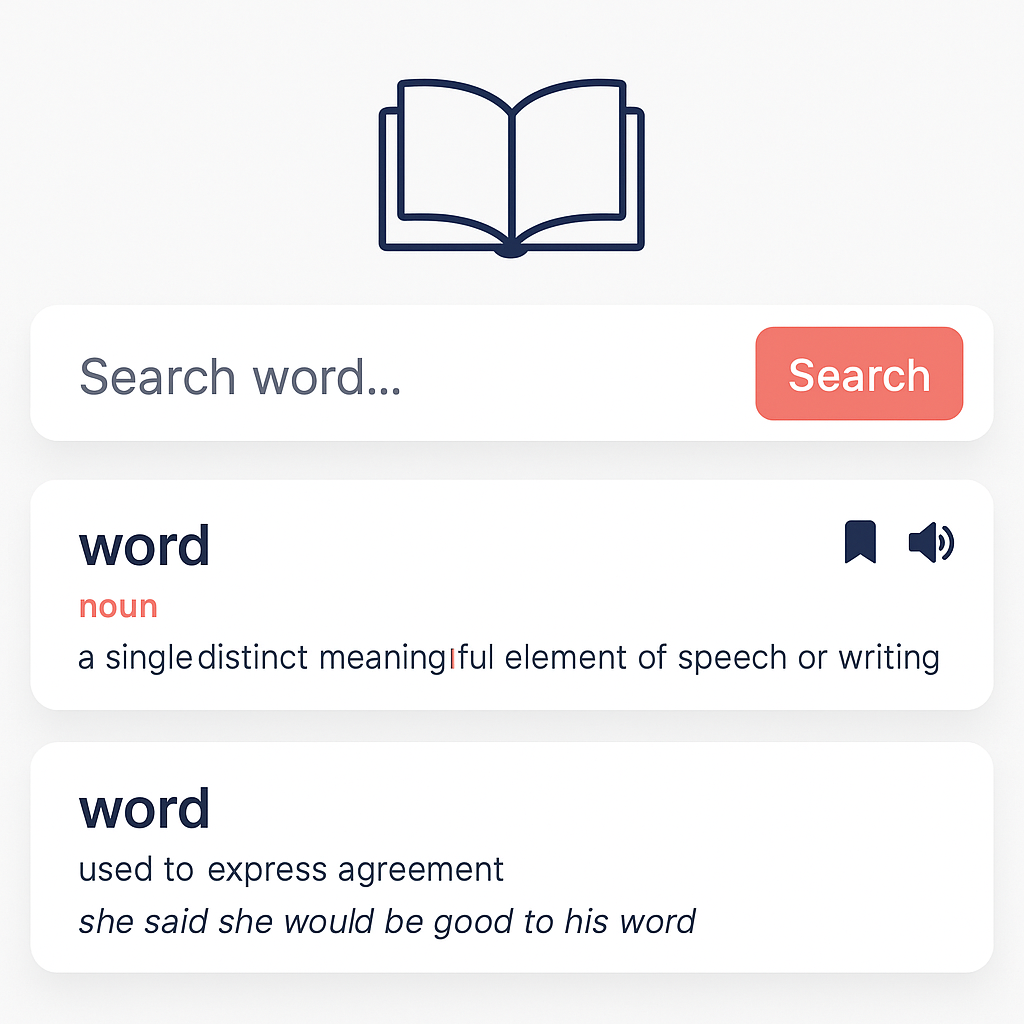 Search word...
Search
word
noun
a single distinct meaningful element of speech or writing
word
used to express agreement
she said she would be good to his word